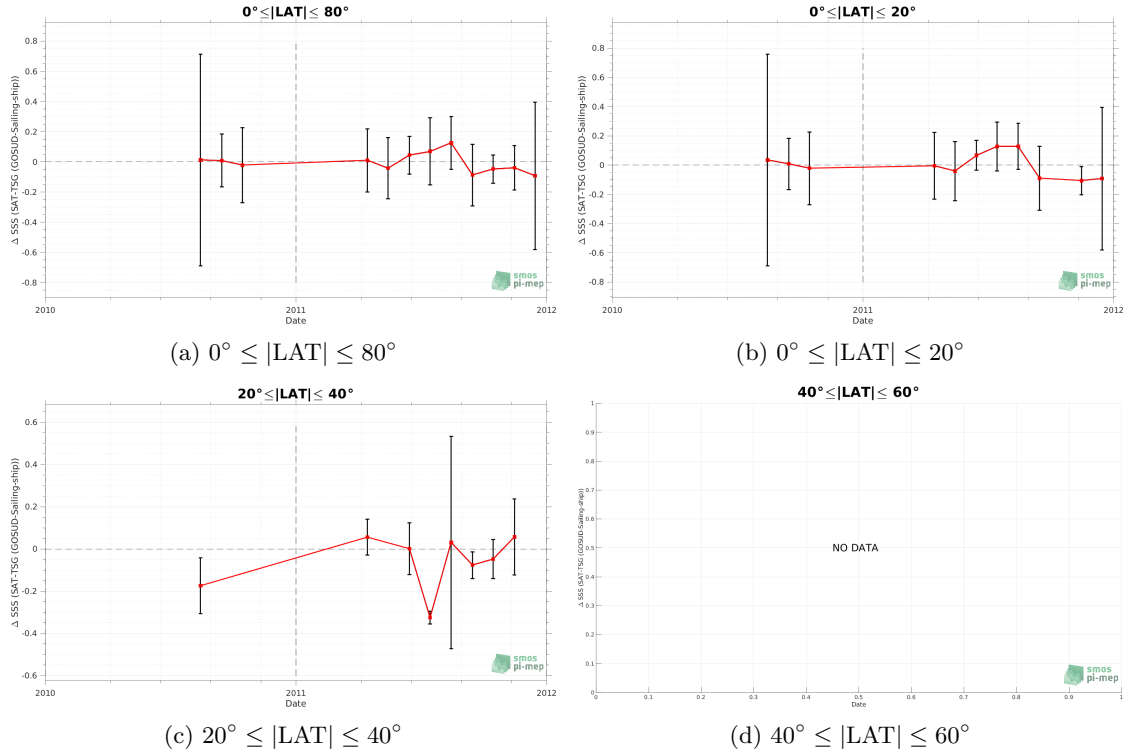 0°≤|LAT|≤ 80°
Δ SSS (SAT-TSG (GOSUD-Sailing-ship))
0.8
0.6
0.4
0.2
0
-0.2
-0.4
-0.6
-0.8
2010
2011
2012
Date
smos
pi-mep
(a) 0° ≤ |LAT| ≤ 80°
0°≤|LAT|≤ 20°
Δ SSS (SAT-TSG (GOSUD-Sailing-ship))
0.8
0.6
0.4
0.2
0
-0.2
-0.4
-0.6
-0.8
2010
2011
2012
Date
smos
pi-mep
(b) 0° ≤ |LAT| ≤ 20°
20°≤|LAT|≤ 40°
Δ SSS (SAT-TSG (GOSUD-Sailing-ship))
0.6
0.4
0.2
0
-0.2
-0.4
-0.6
2010
2011
2012
Date
smos
pi-mep
(c) 20° ≤ |LAT| ≤ 40°
40°≤|LAT|≤ 60°
Δ SSS (SAT-TSG (GOSUD-Sailing-ship))
1
0.9
0.8
0.7
0.6
0.5
0.4
0.3
0.2
0.1
0
NO DATA
0 0.1 0.2 0.3 0.4 0.5 0.6 0.7 0.8 0.9 1
Date
smos
pi-mep
(d) 40° ≤ |LAT| ≤ 60°